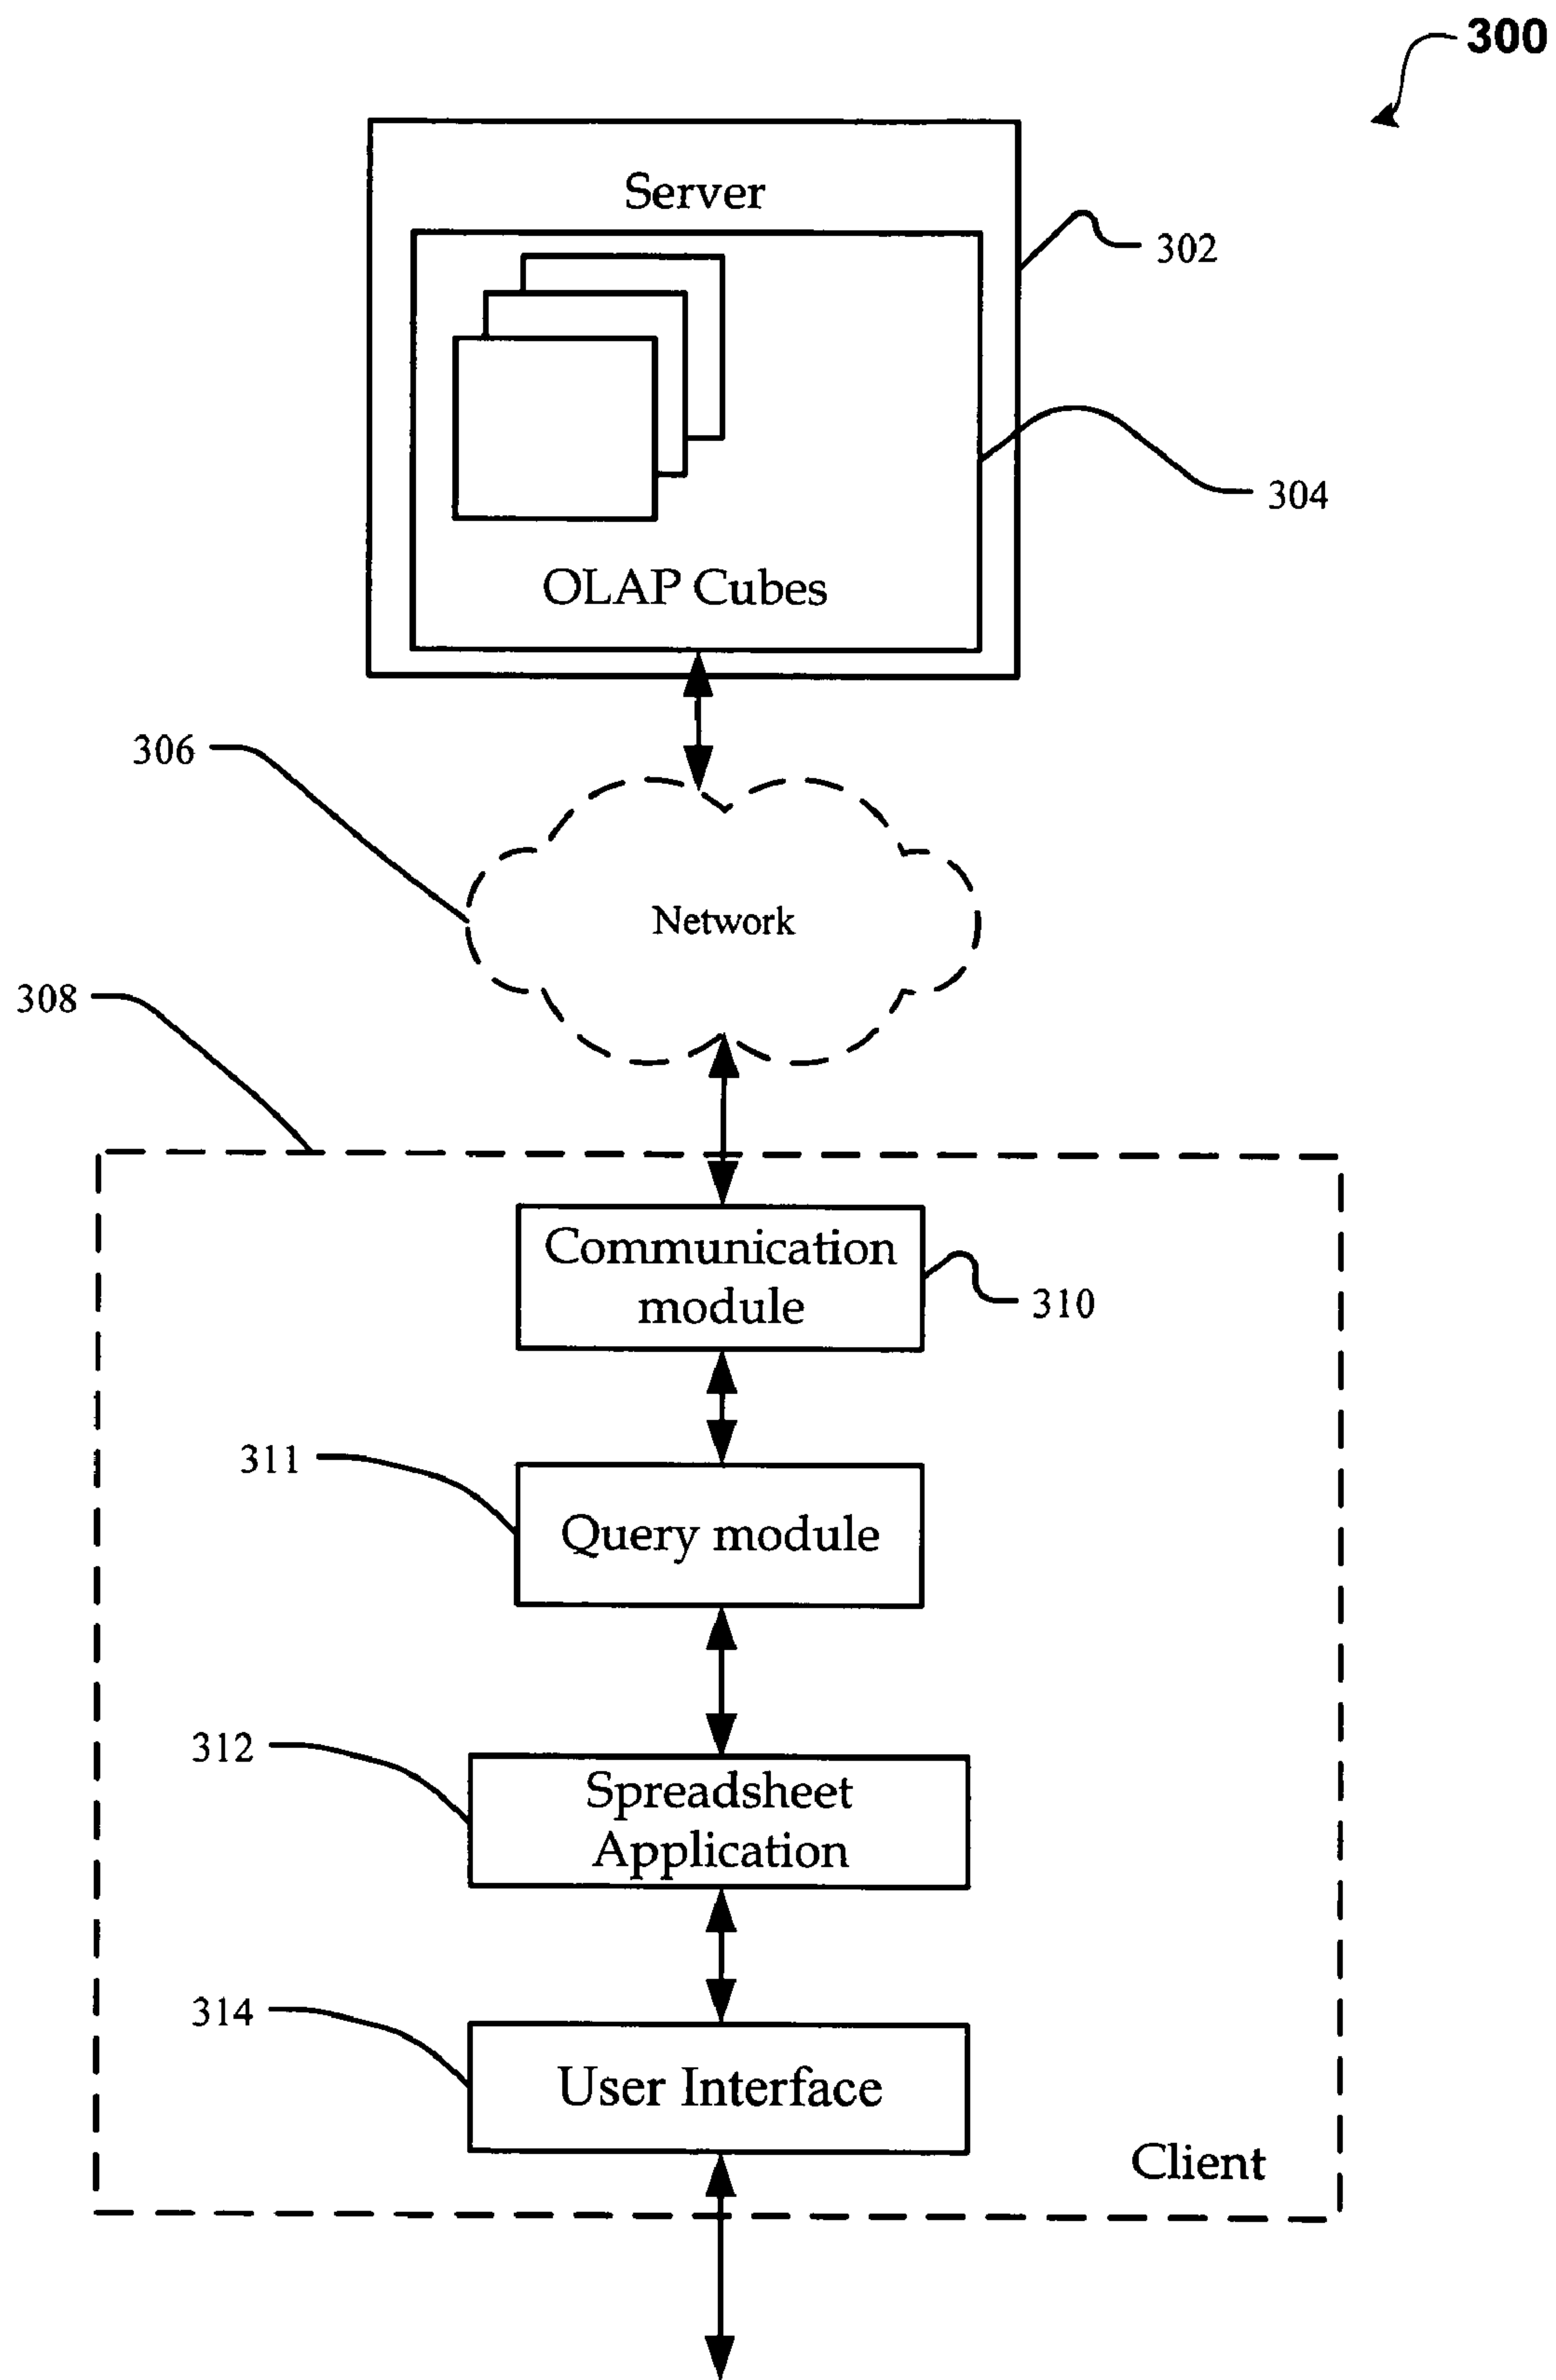 300
Server
302
304
OLAP Cubes
306
Network
308
Communication
module
310
311
Query module
312
Spreadsheet
Application
314
User Interface
Client